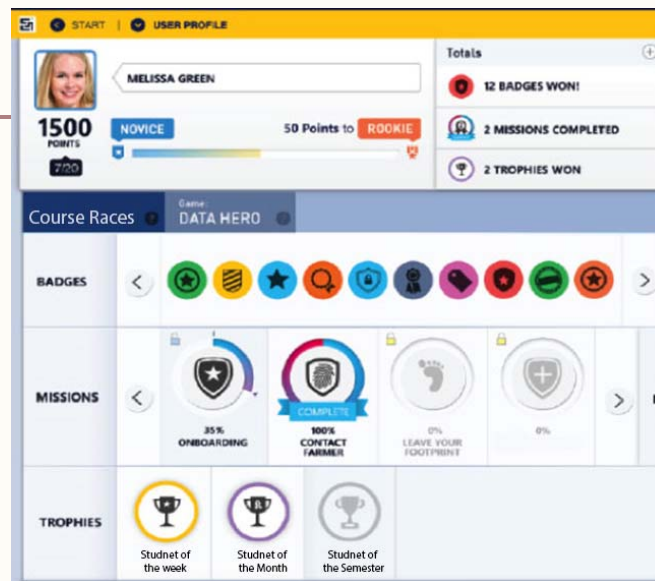 START | USER PROFILE
MELISSA GREEN
1500
POINTS
7/20
NOVICE
50 Points to ROOKIE
Totals
12 BADGES WON!
2 MISSIONS COMPLETED
2 TROPHIES WON
Course Races
Game:
DATA HERO
BADGES
MISSIONS
35%
ONBOARDING
COMPLETE
100%
CONTACT
FARMER
0%
LEAVE YOUR
FOOTPRINT
0%
TROPHIES
Studnet of
the week
Studnet of
the Month
Studnet of
the Semester